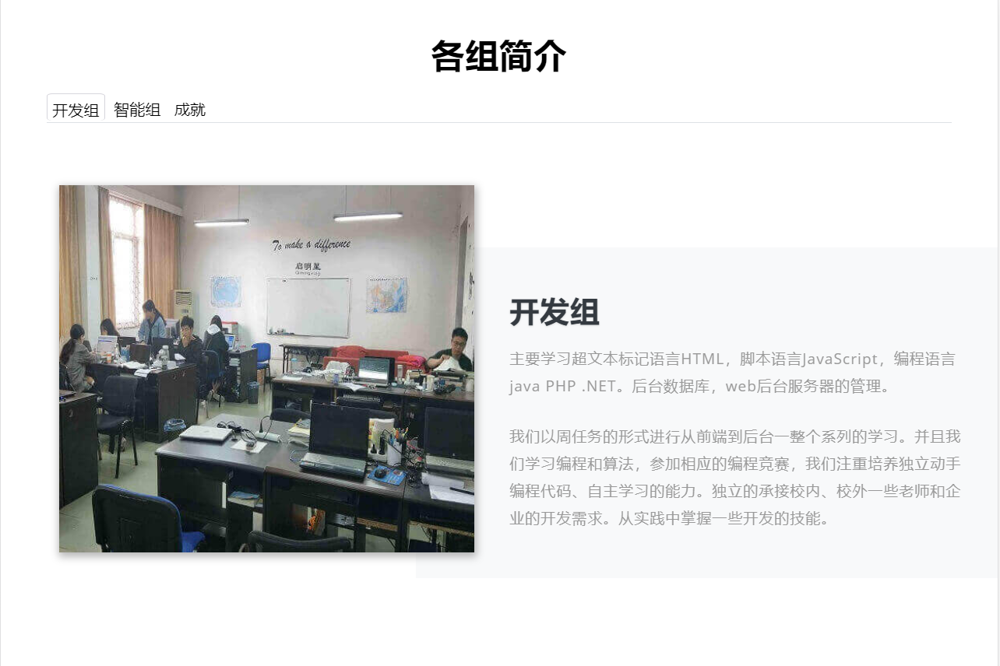 各组简介
开发组 智能组 成就
To make a difference
启明星
Qimingxing
开发组
主要学习超文本标记语言HTML，脚本语言JavaScript，编程语言
java PHP .NET。后台数据库，web后台服务器的管理。
我们以周任务的形式进行从前端到后台一整个系列的学习。并且我
们学习编程和算法，参加相应的编程竞赛，我们注重培养独立动手
编程代码、自主学习的能力。独立的承接校内、校外一些老师和企
业的开发需求。从实践中掌握一些开发的技能。